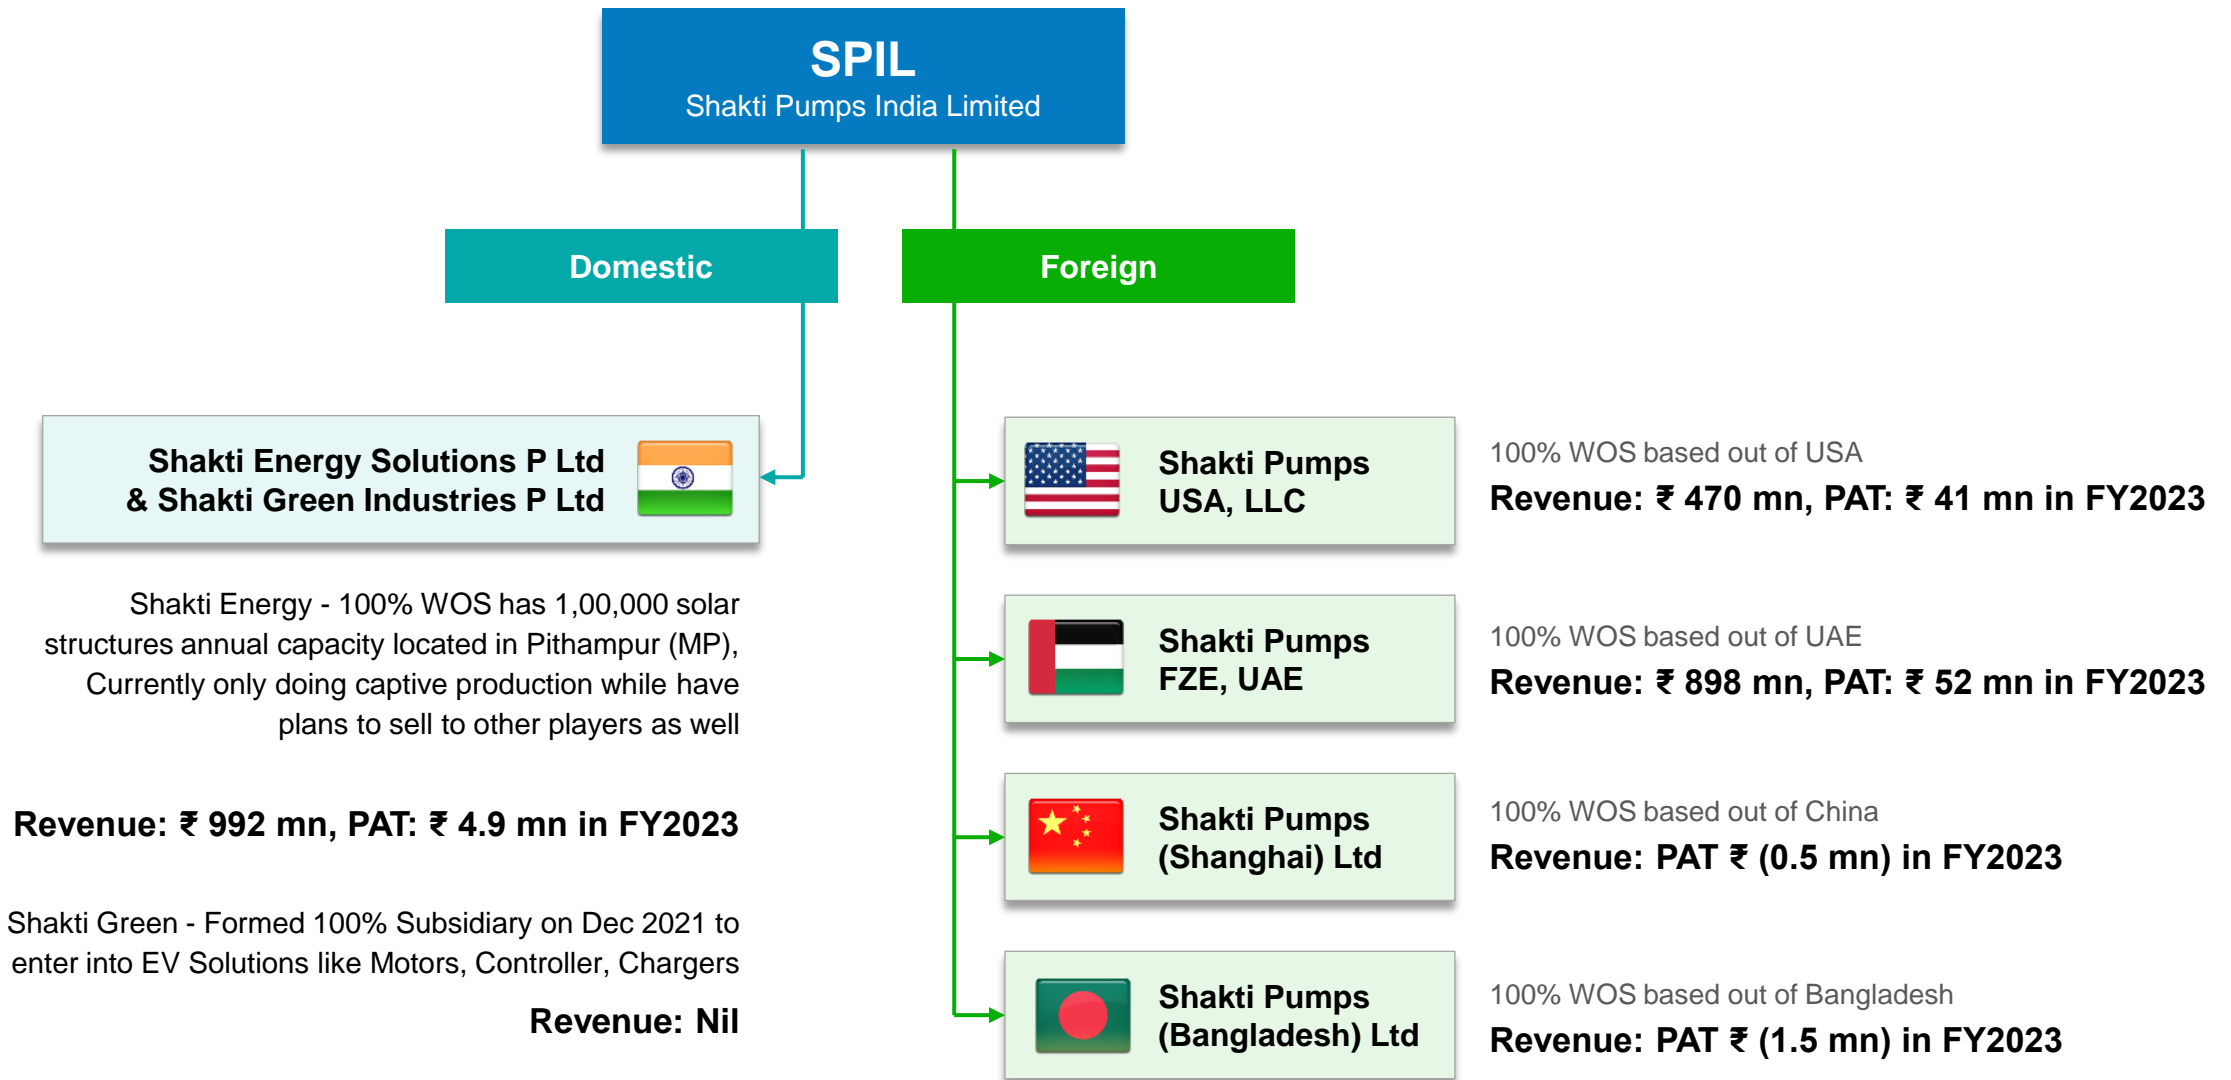 SPIL
Shakti Pumps India Limited
Domestic
Foreign
Shakti Energy Solutions P Ltd
& Shakti Green Industries P Ltd
Shakti Energy - 100% WOS has 1,00,000 solar
structures annual capacity located in Pithampur (MP),
Currently only doing captive production while have
plans to sell to other players as well
Revenue: ₹ 992 mn, PAT: ₹ 4.9 mn in FY2023
Shakti Green - Formed 100% Subsidiary on Dec 2021 to
enter into EV Solutions like Motors, Controller, Chargers
Revenue: Nil
Shakti Pumps
USA, LLC
100% WOS based out of USA
Revenue: ₹ 470 mn, PAT: ₹ 41 mn in FY2023
Shakti Pumps
FZE, UAE
100% WOS based out of UAE
Revenue: ₹ 898 mn, PAT: ₹ 52 mn in FY2023
Shakti Pumps
(Shanghai) Ltd
100% WOS based out of China
Revenue: PAT ₹ (0.5 mn) in FY2023
Shakti Pumps
(Bangladesh) Ltd
100% WOS based out of Bangladesh
Revenue: PAT ₹ (1.5 mn) in FY2023